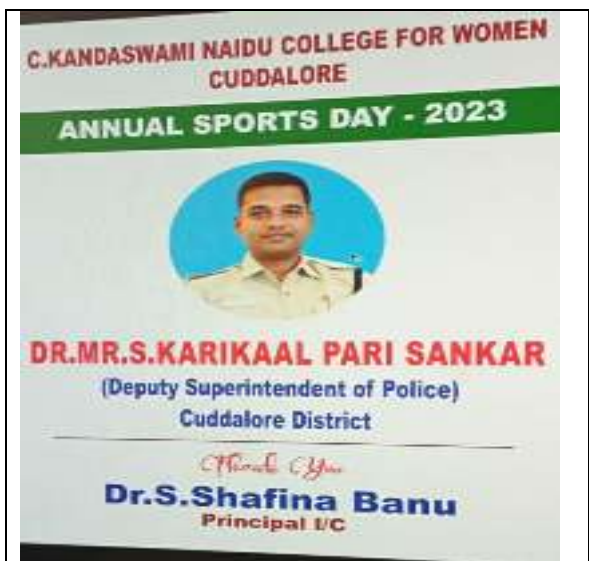 C.KANDASWAMI NAIDU COLLEGE FOR WOMEN
CUDDALORE
ANNUAL SPORTS DAY - 2023
DR.MR.S.KARIKAAL PARI SANKAR
(Deputy Superintendent of Police)
Cuddalore District
Thank You
Dr.S.Shafina Banu
Principal I/C